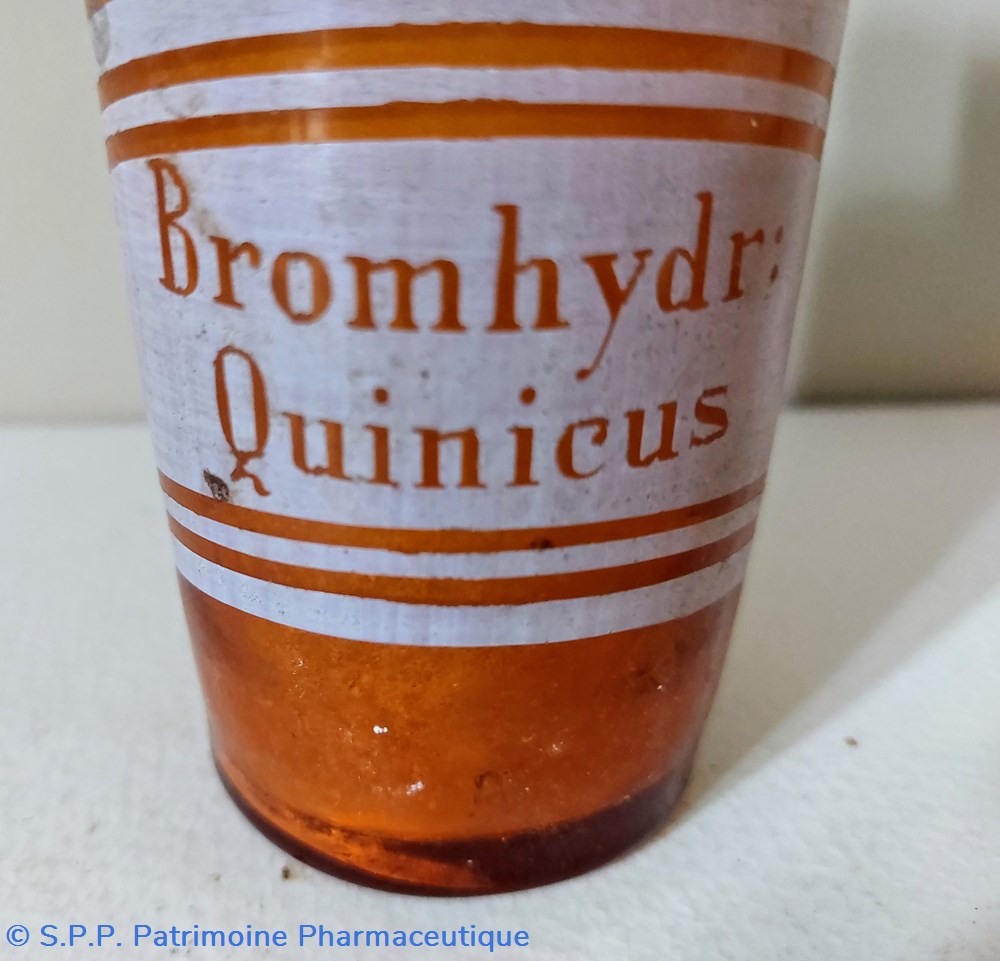 Bromhydr:
Quinicus
© S.P.P. Patrimoine Pharmaceutique